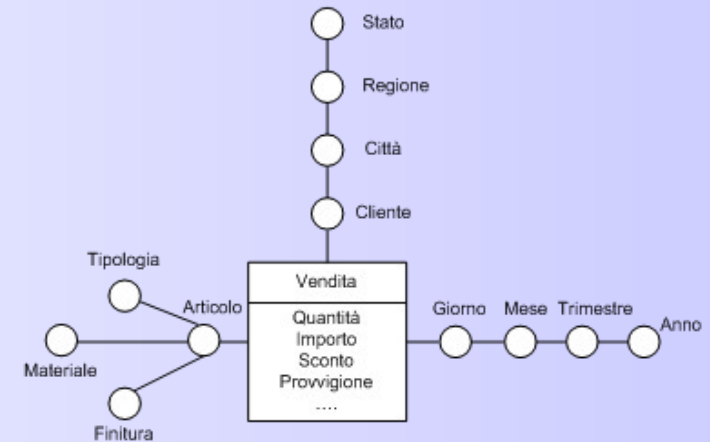 Stato
Regione
Città
Cliente
Tipologia
Articolo
Materiale
Finitura
Vendita
Quantità
Importo
Sconto
Provvigione
....
Giorno Mese Trimestre Anno